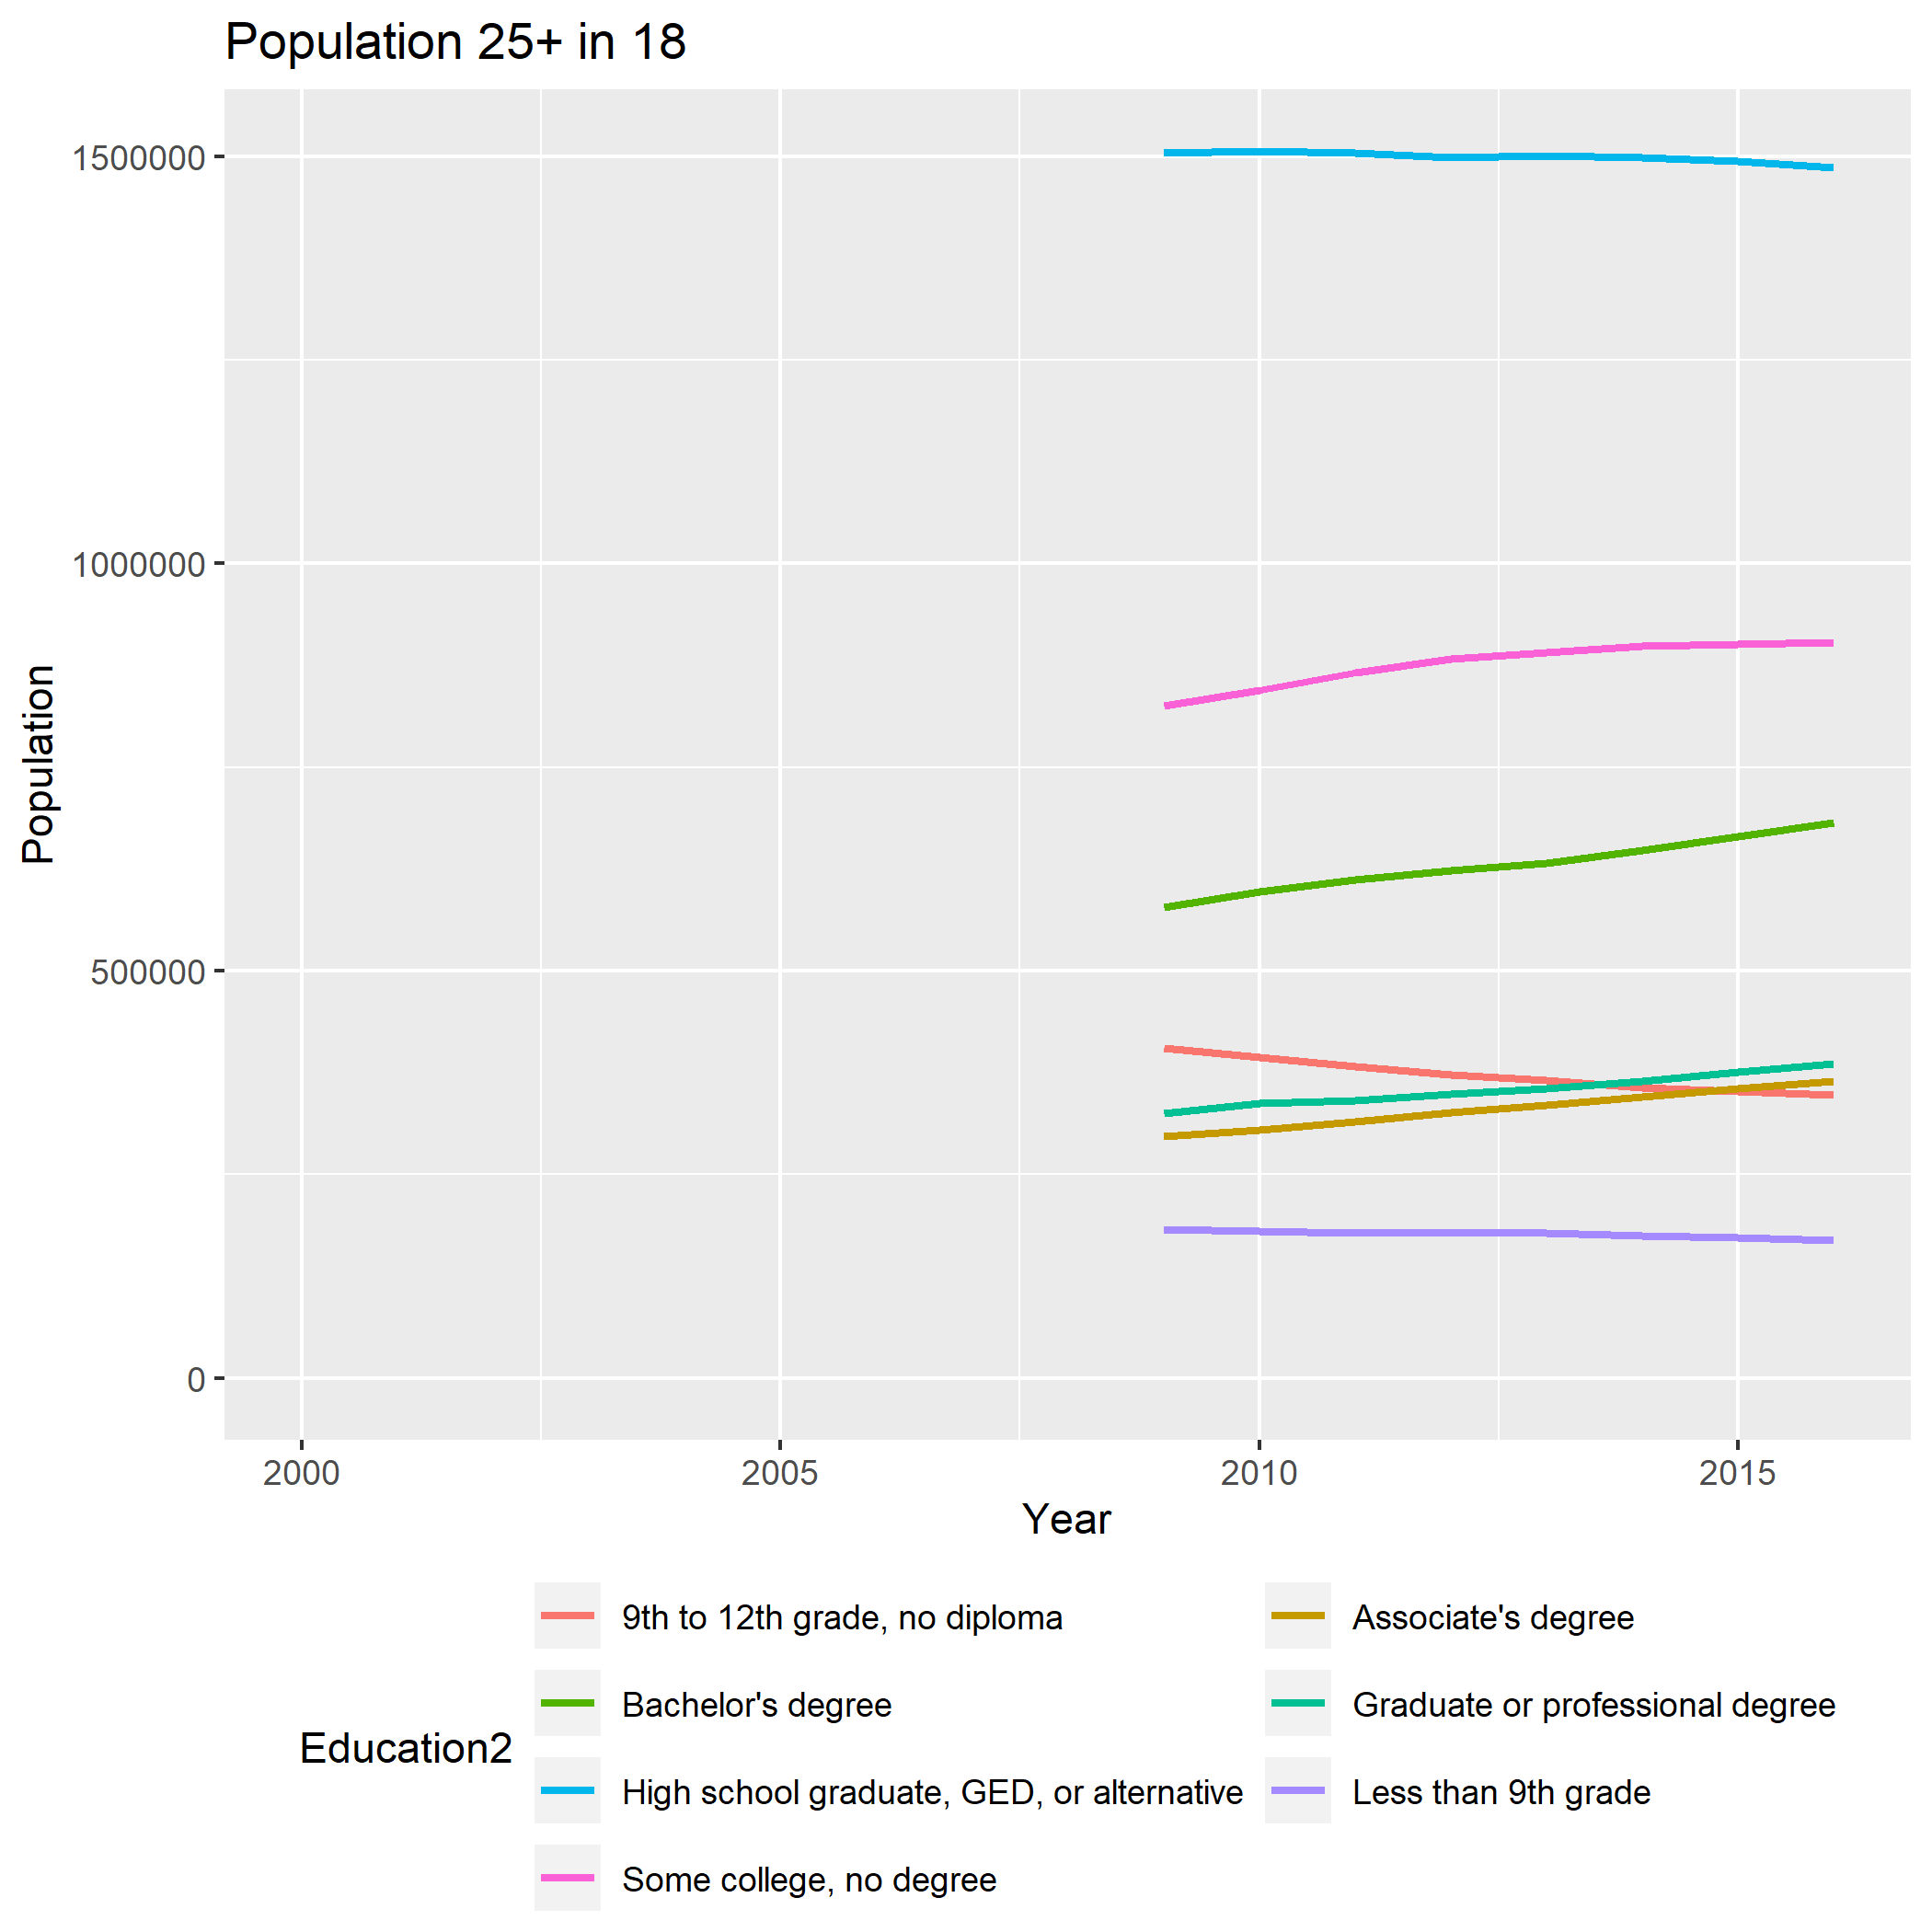 Population 25+ in 18
Population
1500000
1000000
500000
0
2000 2005 2010 2015
Year
Education2
9th to 12th grade, no diploma
Associate's degree
Bachelor's degree
Graduate or professional degree
High school graduate, GED, or alternative
Less than 9th grade
Some college, no degree